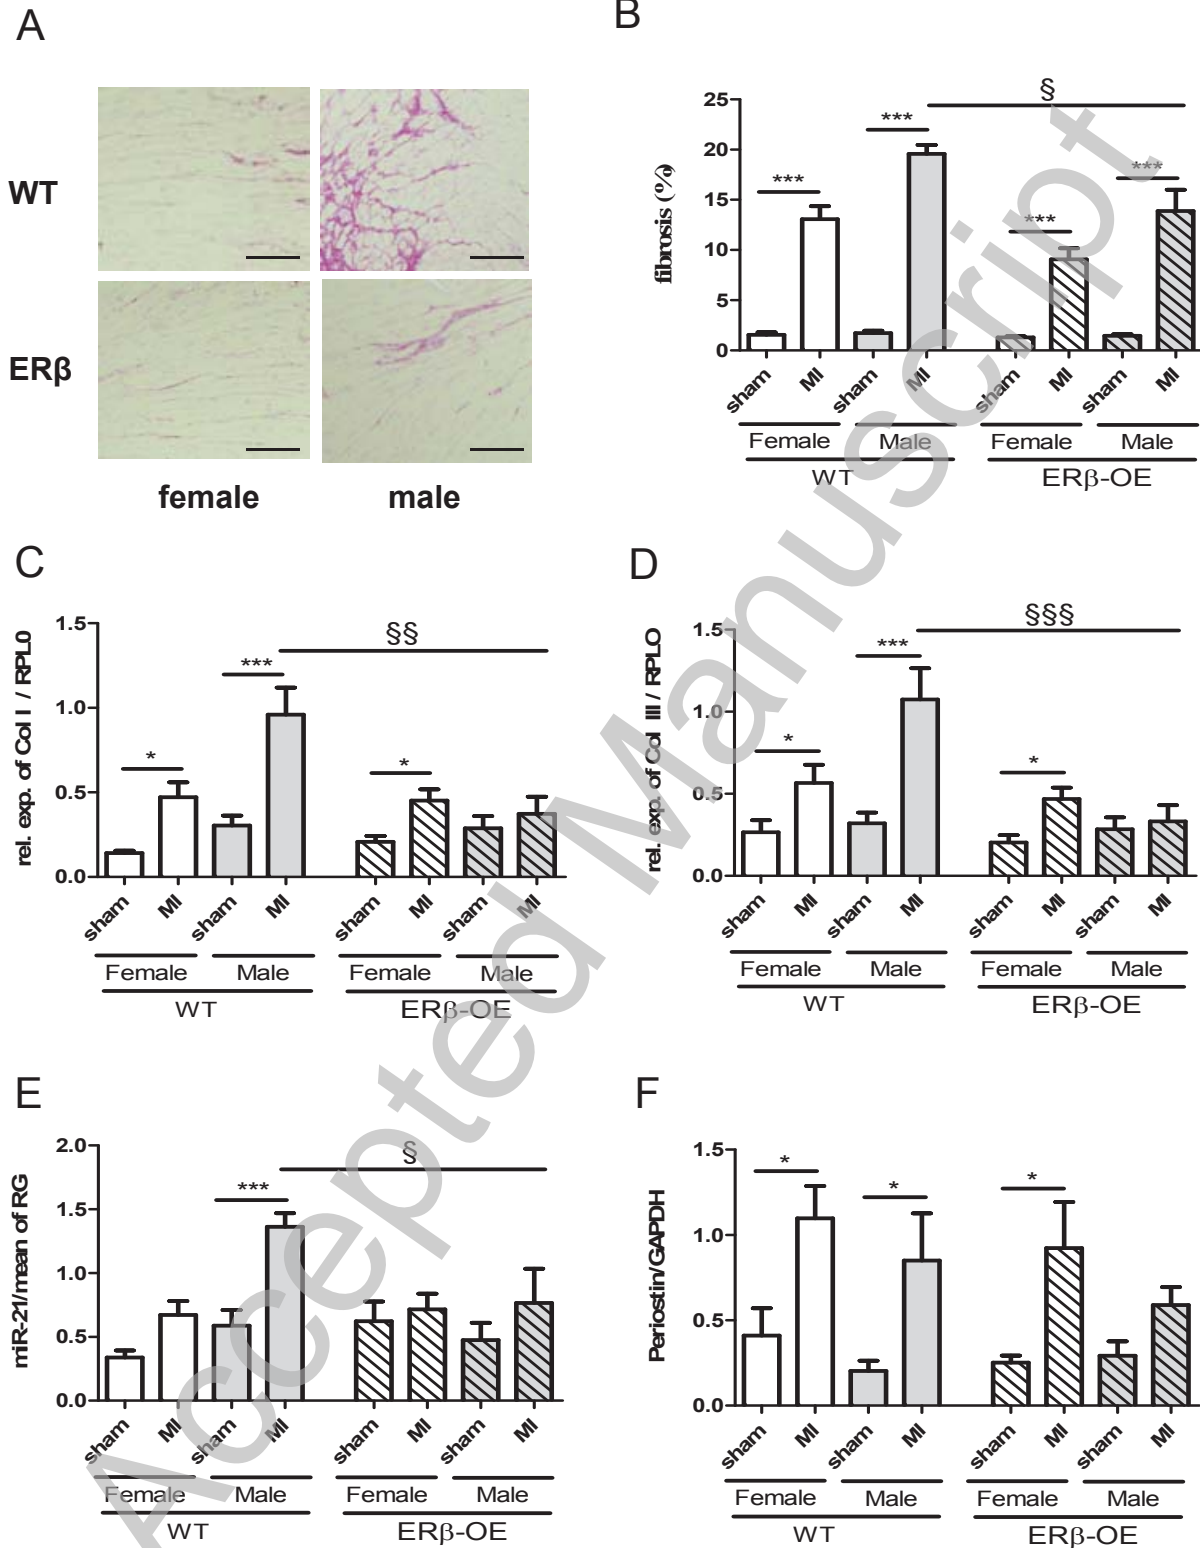 A
WT
ERβ
female
male
B
fibrosis (%)
25
20
15
10
5
0
***
***
***
***
§
sham
MI
sham
MI
sham
MI
sham
MI
Female
Male
Female
Male
WT
ERβ-OE
C
rel. exp. of Col I / RPL0
1.5
1.0
0.5
0.0
*
***
*
§§
sham
MI
sham
MI
sham
MI
sham
MI
Female
Male
Female
Male
WT
ERβ-OE
D
rel. exp. of Col III / RPLO
1.5
1.0
0.5
0.0
*
***
*
§§§
sham
MI
sham
MI
sham
MI
sham
MI
Female
Male
Female
Male
WT
ERβ-OE
E
miR-21/mean of RG
2.0
1.5
1.0
0.5
0.0
***
§
sham
MI
sham
MI
sham
MI
sham
MI
Female
Male
Female
Male
WT
ERβ-OE
F
Periostin/GAPDH
1.5
1.0
0.5
0.0
*
*
*
sham
MI
sham
MI
sham
MI
sham
MI
Female
Male
Female
Male
WT
ERβ-OE
Accepted Manuscript